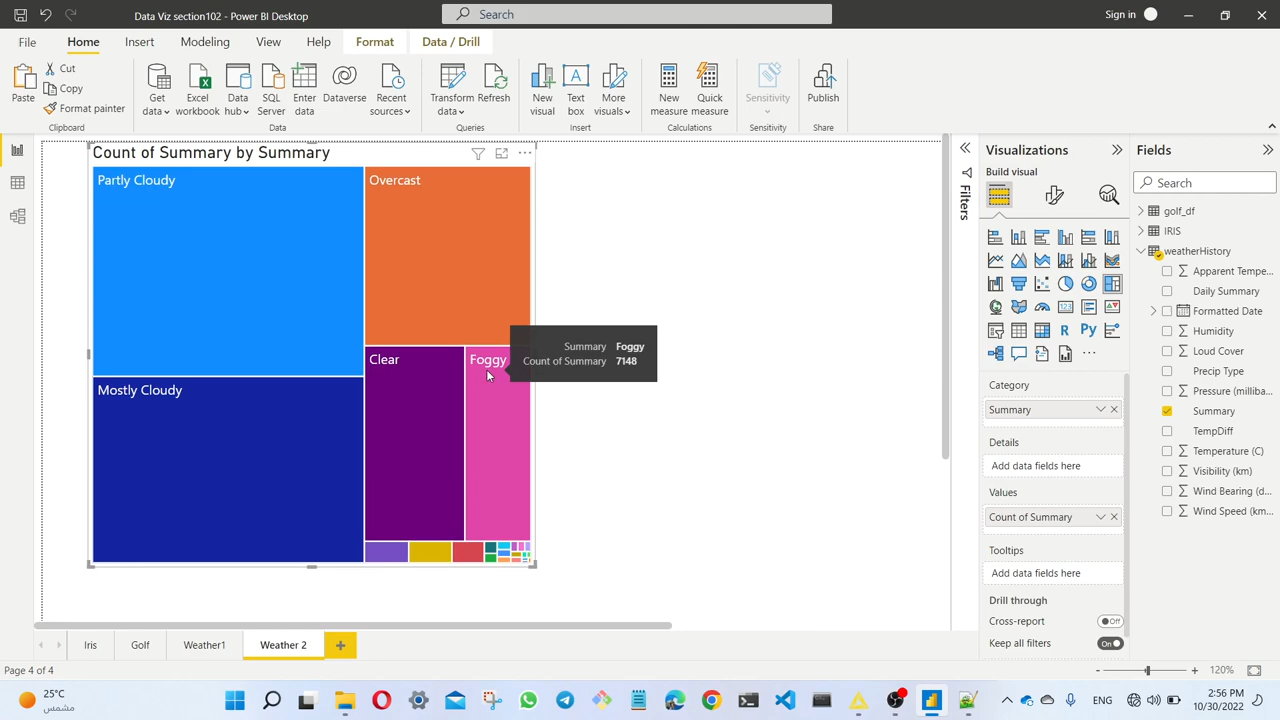 Data Viz section102 - Power BI Desktop
Search
Sign in
File
Home
Insert
Modeling
View
Help
Format
Data / Drill
Paste
Cut
Copy
Format painter
Clipboard
Get data
Excel workbook
Data hub
SQL Server
Enter data
Dataverse
Recent sources
Data
Transform data
Refresh
Queries
New visual
Text box
More visuals
Insert
New measure
Quick measure
Calculations
Sensitivity
Sensitivity
Publish
Share
Count of Summary by Summary
Partly Cloudy
Overcast
Mostly Cloudy
Clear
Foggy
Summary Foggy
Count of Summary 7148
Filters
Visualizations
Build visual
R
Py
123
Category
Summary
Details
Add data fields here
Values
Count of Summary
Tooltips
Add data fields here
Drill through
Cross-report
Off
Keep all filters
On
Fields
Search
golf_df
IRIS
weatherHistory
Apparent Tempe...
Daily Summary
Formatted Date
Humidity
Loud Cover
Precip Type
Pressure (milliba...
Summary
TempDiff
Temperature (C)
Visibility (km)
Wind Bearing (d...
Wind Speed (km...
Iris
Golf
Weather1
Weather 2
Page 4 of 4
120%
25°C
مشمس
ENG
2:56 PM
10/30/2022